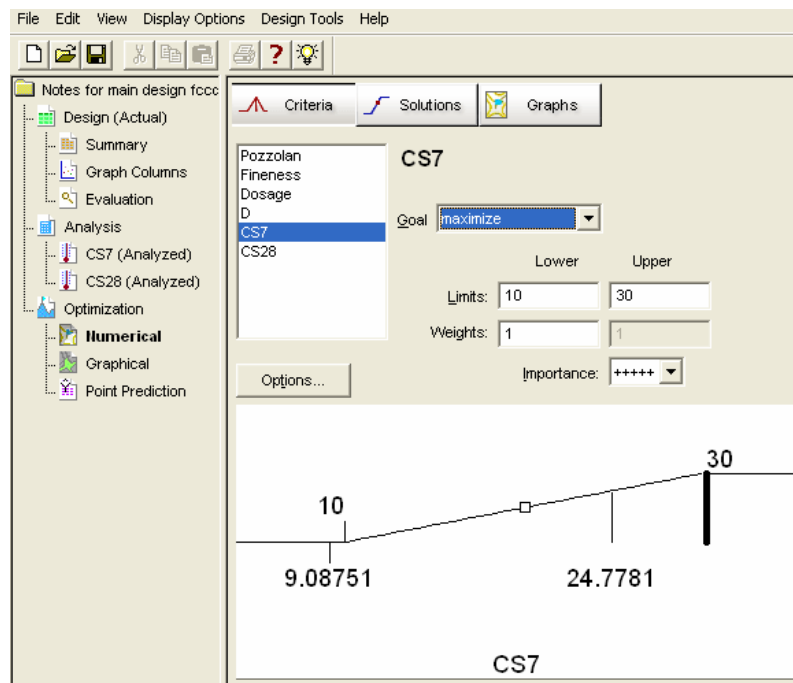 File Edit View Display Options Design Tools Help
Notes for main design fccc
Design (Actual)
Summary
Graph Columns
Evaluation
Analysis
CS7 (Analyzed)
CS28 (Analyzed)
Optimization
Numerical
Graphical
Point Prediction
Criteria Solutions Graphs
Pozzolan
Fineness
Dosage
D
CS7
CS28
CS7
Goal maximize
Lower Upper
Limits: 10 30
Weights: 1 1
Importance: +++++
Options...
30
10
9.08751 24.7781
CS7